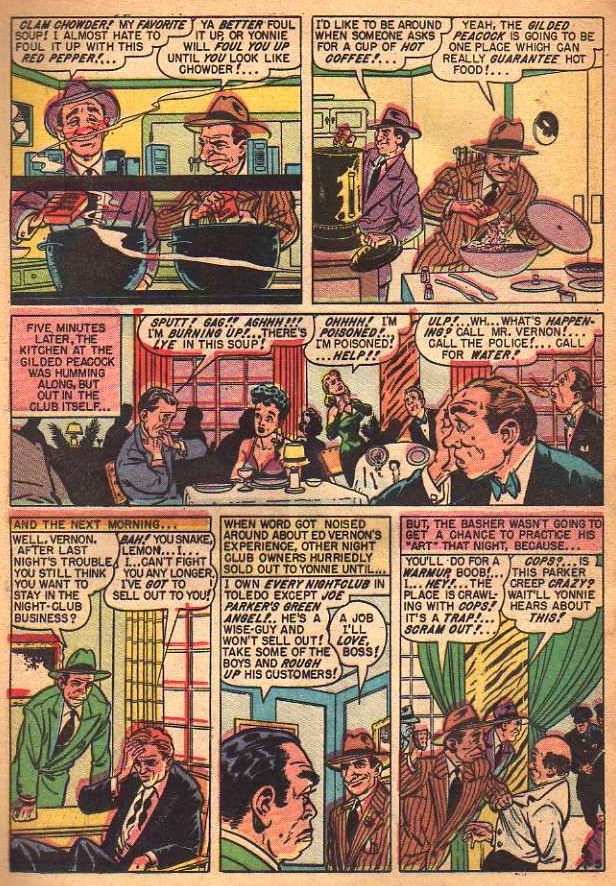 CLAM CHOWDER! MY FAVORITE
SOUP! I ALMOST HATE TO
FOUL IT UP WITH THIS
RED PEPPER!...
YA BETTER FOUL
IT UP, OR YONNIE
WILL FOUL YOU UP
UNTIL YOU LOOK LIKE
CHOWDER!...
I'D LIKE TO BE AROUND
WHEN SOMEONE ASKS
FOR A CUP OF HOT
COFFEE!...
YEAH, THE GILDED
PEACOCK IS GOING TO BE
ONE PLACE WHICH CAN
REALLY GUARANTEE HOT
FOOD!...
FIVE MINUTES
LATER, THE
KITCHEN AT THE
GILDED PEACOCK
WAS HUMMING
ALONG, BUT
OUT IN THE
CLUB ITSELF...
SPUTT! GAG!! AGHHH!!!
I'M BURNING UP!.. THERE'S
LYE IN THIS SOUP!
OHHHH! I'M
POISONED!..
I'M POISONED!
...HELP!!
ULP!..WH...WHAT'S HAPPEN-
ING? CALL MR. VERNON!...
CALL THE POLICE!... CALL
FOR WATER!
AND THE NEXT MORNING...
WELL, VERNON.
AFTER LAST
NIGHT'S TROUBLE,
YOU STILL THINK
YOU WANT TO
STAY IN THE
NIGHT-CLUB
BUSINESS?
BAH! YOU SNAKE,
LEMON...I...
I...CAN'T FIGHT
YOU ANY LONGER.
I'VE GOT TO
SELL OUT TO YOU!
WHEN WORD GOT NOISED
AROUND ABOUT ED VERNON'S
EXPERIENCE, OTHER NIGHT
CLUB OWNERS HURRIEDLY
SOLD OUT TO YONNIE UNTIL...
I OWN EVERY NIGHTCLUB IN
TOLEDO EXCEPT JOE
PARKER'S GREEN
ANGEL!.. HE'S A
WISE-GUY AND
WON'T SELL OUT!
TAKE SOME OF THE
BOYS AND ROUGH
UP HIS CUSTOMERS!
A JOB
I'LL
LOVE,
BOSS!
BUT, THE BASHER WASN'T GOING TO
GET A CHANCE TO PRACTICE HIS
"ART" THAT NIGHT, BECAUSE...
YOU'LL DO FOR A
WARMUP, BOOB!...
...HEY!... THE
PLACE IS CRAWL-
ING WITH COPS!
IT'S A TRAP!...
SCRAM OUT!...
COPS?.. IS
THIS PARKER
CREEP CRAZY?
WAIT'LL YONNIE
HEARS ABOUT
THIS!